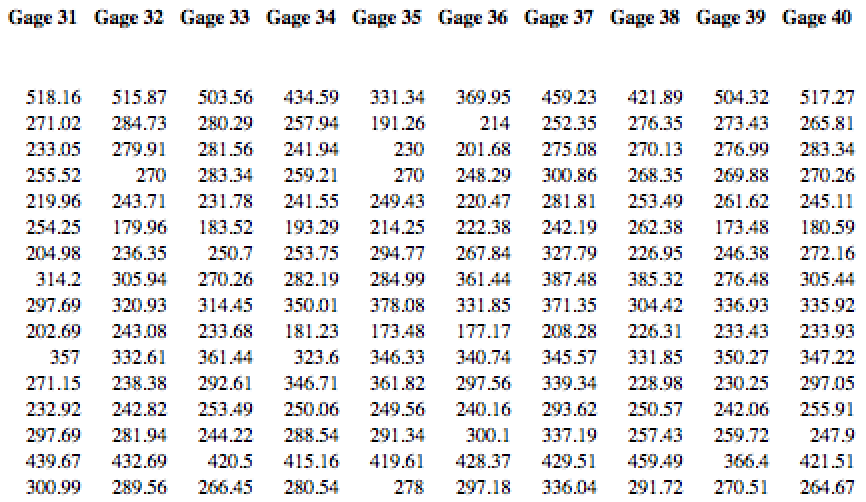 Gage 31 Gage 32 Gage 33 Gage 34 Gage 35 Gage 36 Gage 37 Gage 38 Gage 39 Gage 40
518.16 515.87 503.56 434.59 331.34 369.95 459.23 421.89 504.32 517.27
271.02 284.73 280.29 257.94 191.26 214 252.35 276.35 273.43 265.81
233.05 279.91 281.56 241.94 230 201.68 275.08 270.13 276.99 283.34
255.52 270 283.34 259.21 270 248.29 300.86 268.35 269.88 270.26
219.96 243.71 231.78 241.55 249.43 220.47 281.81 253.49 261.62 245.11
254.25 179.96 183.52 193.29 214.25 222.38 242.19 262.38 173.48 180.59
204.98 236.35 250.7 253.75 294.77 267.84 327.79 226.95 246.38 272.16
314.2 305.94 270.26 282.19 284.99 361.44 387.48 385.32 276.48 305.44
297.69 320.93 314.45 350.01 378.08 331.85 371.35 304.42 336.93 335.92
202.69 243.08 233.68 181.23 173.48 177.17 208.28 226.31 233.43 233.93
357 332.61 361.44 323.6 346.33 340.74 345.57 331.85 350.27 347.22
271.15 238.38 292.61 346.71 361.82 297.56 339.34 228.98 230.25 297.05
232.92 242.82 253.49 250.06 249.56 240.16 293.62 250.57 242.06 255.91
297.69 281.94 244.22 288.54 291.34 300.1 337.19 257.43 259.72 247.9
439.67 432.69 420.5 415.16 419.61 428.37 429.51 459.49 366.4 421.51
300.99 289.56 266.45 280.54 278 297.18 336.04 291.72 270.51 264.67